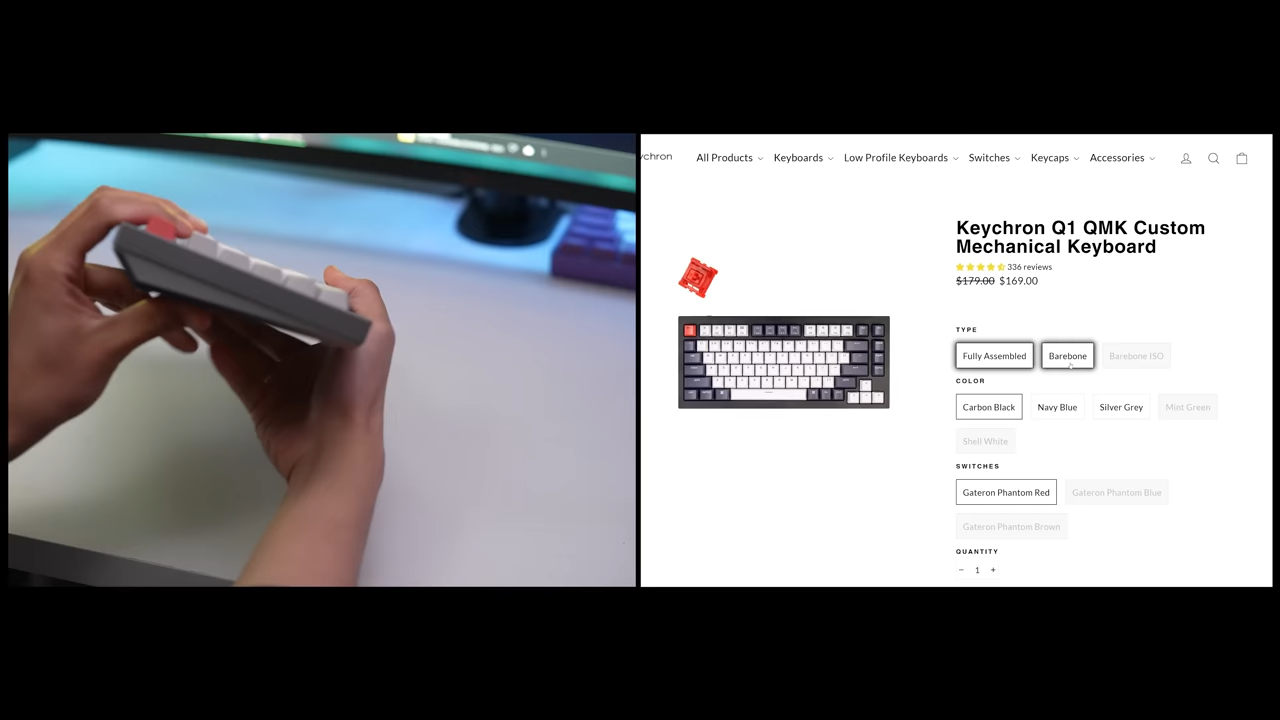 ychron
All Products
Keyboards
Low Profile Keyboards
Switches
Keycaps
Accessories
Keychron Q1 QMK Custom
Mechanical Keyboard
336 reviews
$179.00 $169.00
TYPE
Fully Assembled
Barebone
Barebone ISO
COLOR
Carbon Black
Navy Blue
Silver Grey
Mint Green
Shell White
SWITCHES
Gateron Phantom Red
Gateron Phantom Blue
Gateron Phantom Brown
QUANTITY
− 1 +